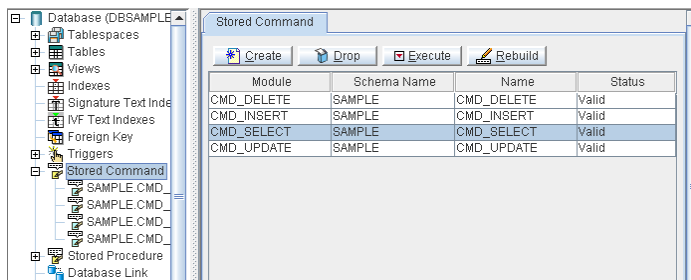 Database (DBSAMPLE
Tablespaces
Tables
Views
Indexes
Signature Text Inde
IVF Text Indexes
Foreign Key
Triggers
Stored Command
SAMPLE.CMD_
SAMPLE.CMD_
SAMPLE.CMD_
SAMPLE.CMD_
Stored Procedure
Database Link
Stored Command
Create Drop Execute Rebuild
Module Schema Name Name Status
CMD_DELETE SAMPLE CMD_DELETE Valid
CMD_INSERT SAMPLE CMD_INSERT Valid
CMD_SELECT SAMPLE CMD_SELECT Valid
CMD_UPDATE SAMPLE CMD_UPDATE Valid